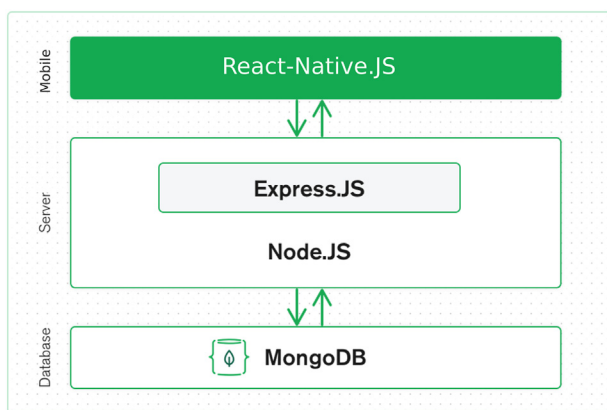 Mobile
React-Native.JS
Server
Express.JS
Node.JS
Database
MongoDB